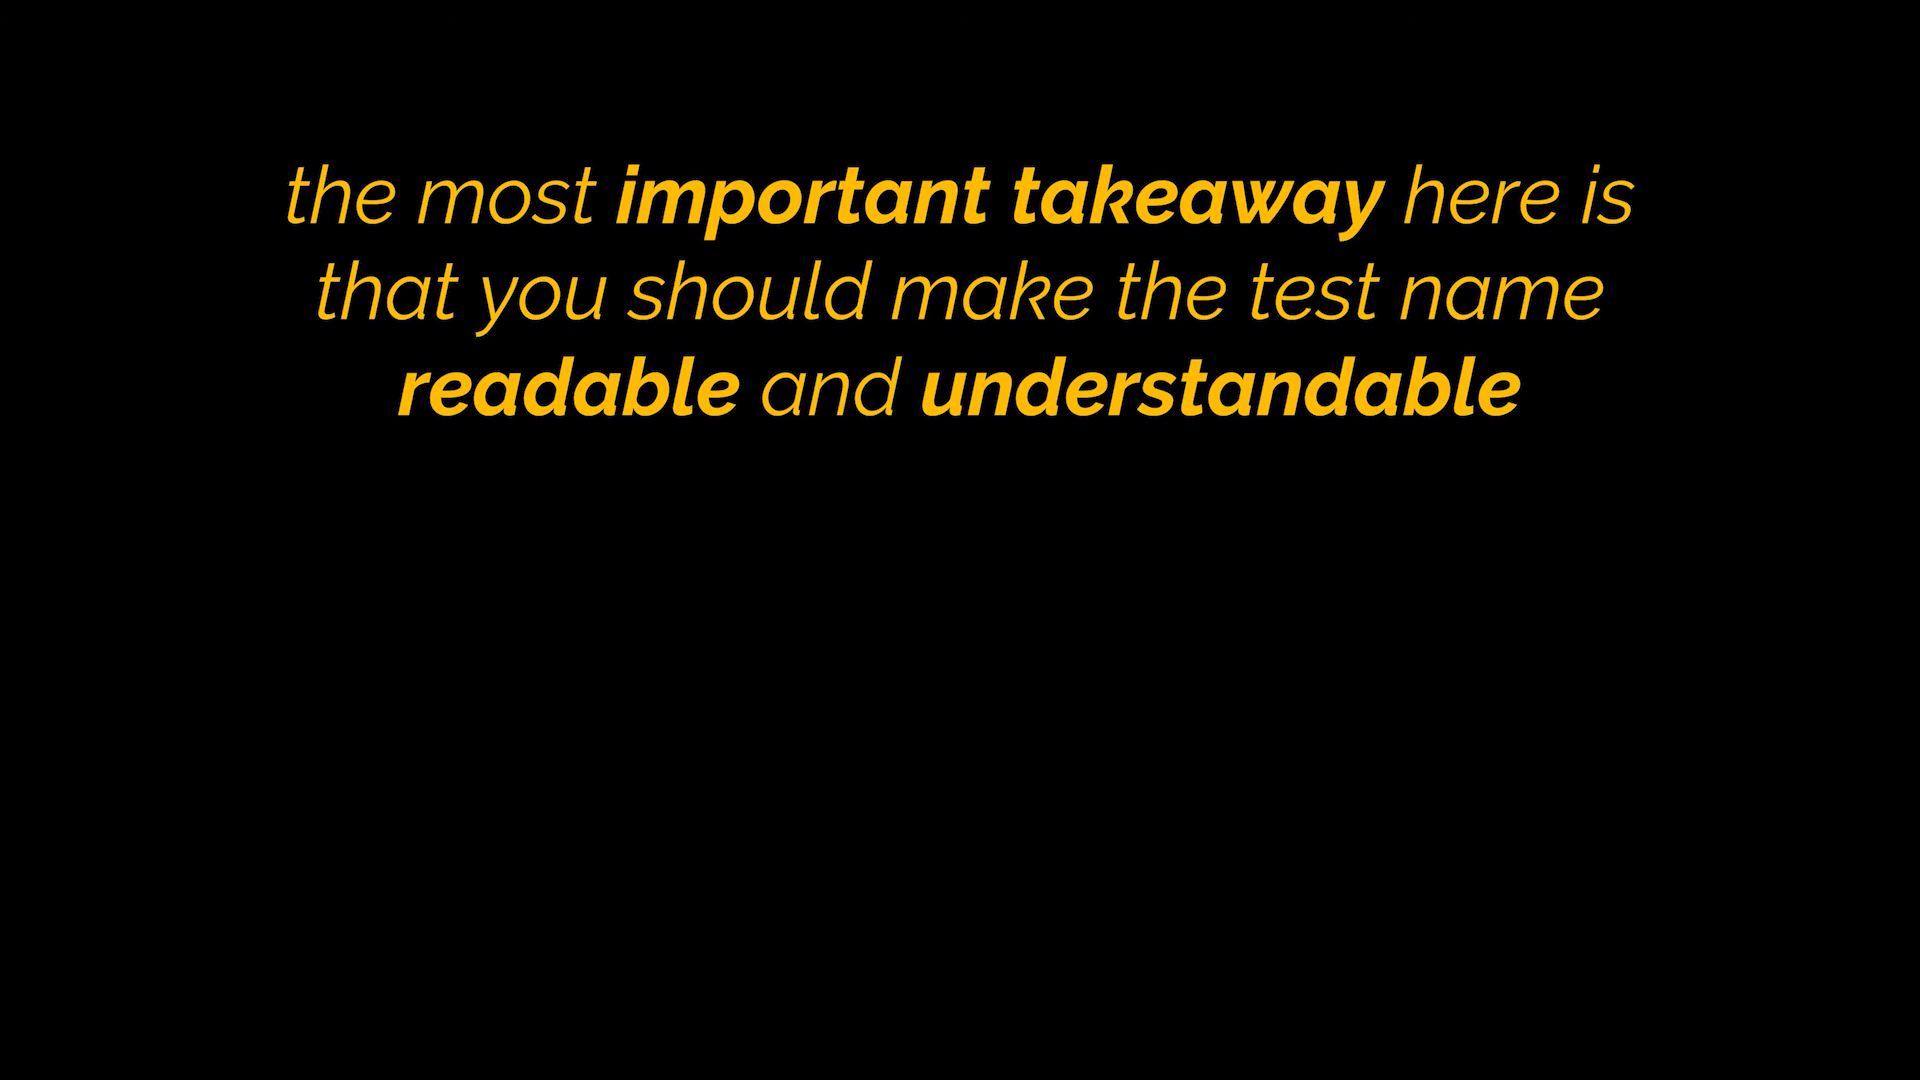 the most important takeaway here is
that you should make the test name
readable and understandable